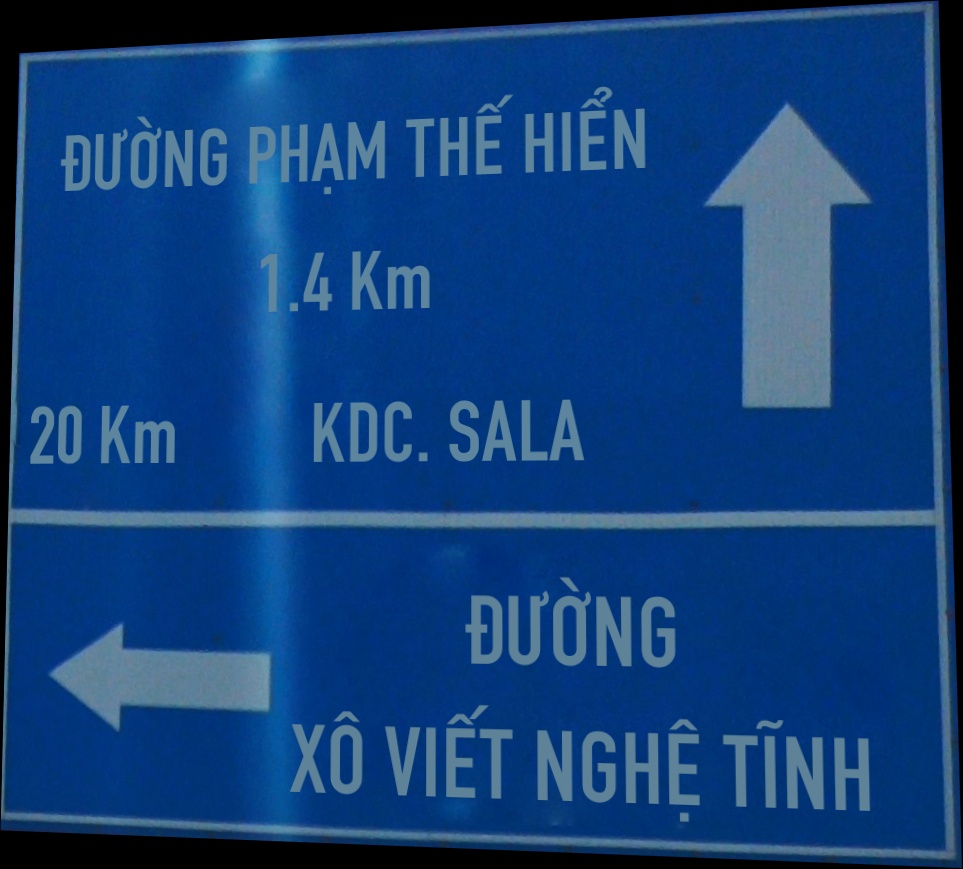 ĐƯỜNG PHẠM THẾ HIỂN
1.4 Km
20 Km KDC. SALA
ĐƯỜNG
XÔ VIẾT NGHỆ TĨNH